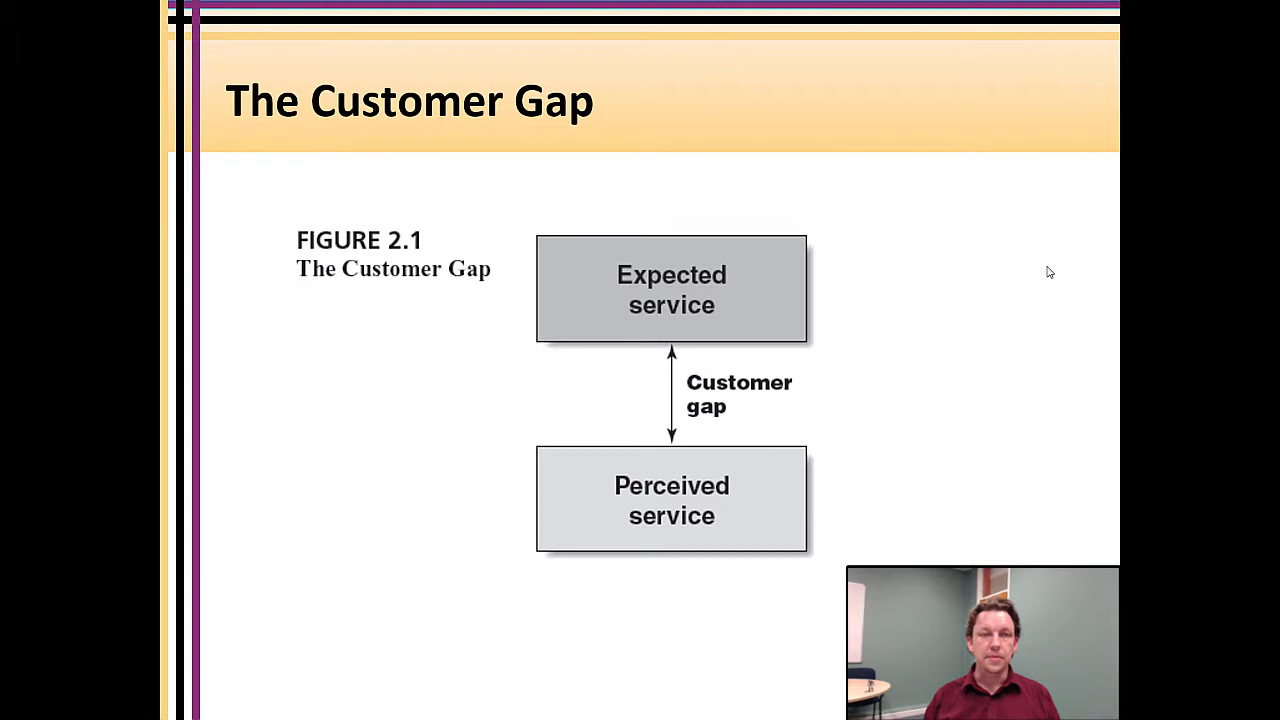 The Customer Gap
FIGURE 2.1
The Customer Gap
Expected
service
Customer
gap
Perceived
service